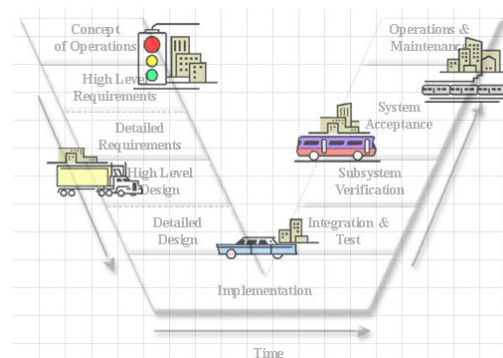 Concept
of Operations
Operations &
Maintenance
High Level
Requirements
System
Acceptance
Detailed
Requirements
High Level
Design
Subsystem
Verification
Detailed
Design
Integration &
Test
Implementation
Time